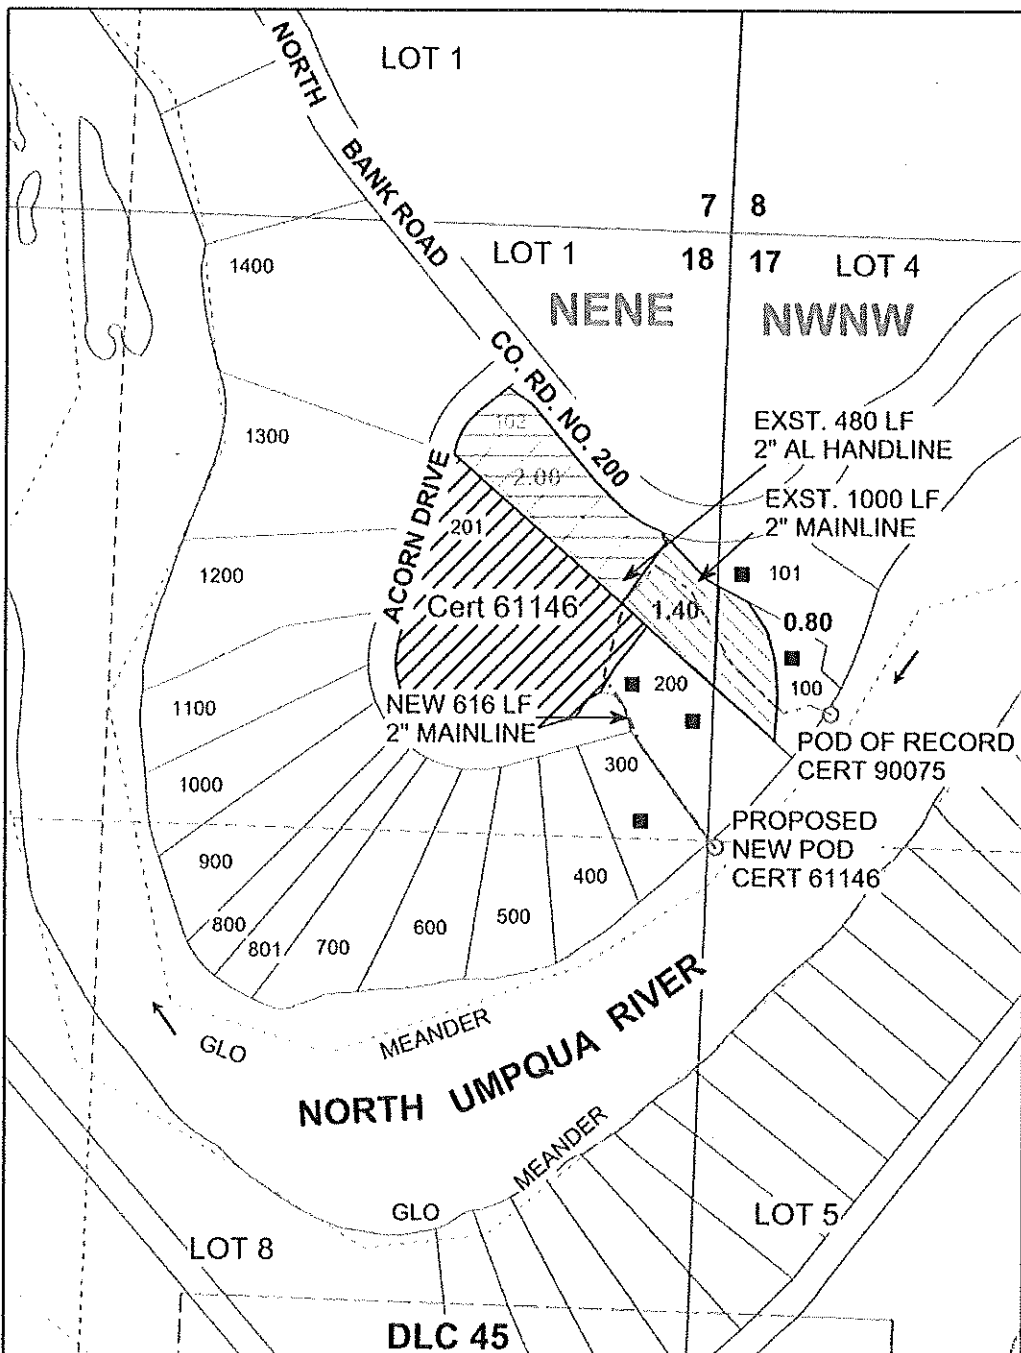 LOT 1
NORTH BANK ROAD CO. RD. NO. 200
7 8
18 17
LOT 1
LOT 4
NENE
NWNW
1400
1300
1200
1100
1000
900
800
801
700
600
500
400
300
200
201
102
2.00
ACORN DRIVE
Cert 61146
1.40
EXST. 480 LF
2" AL HANDLINE
EXST. 1000 LF
2" MAINLINE
101
0.80
100
NEW 616 LF
2" MAINLINE
POD OF RECORD
CERT 90075
PROPOSED
NEW POD
CERT 61146
GLO
MEANDER
NORTH UMPQUA RIVER
MEANDER
GLO
LOT 5
LOT 8
DLC 45